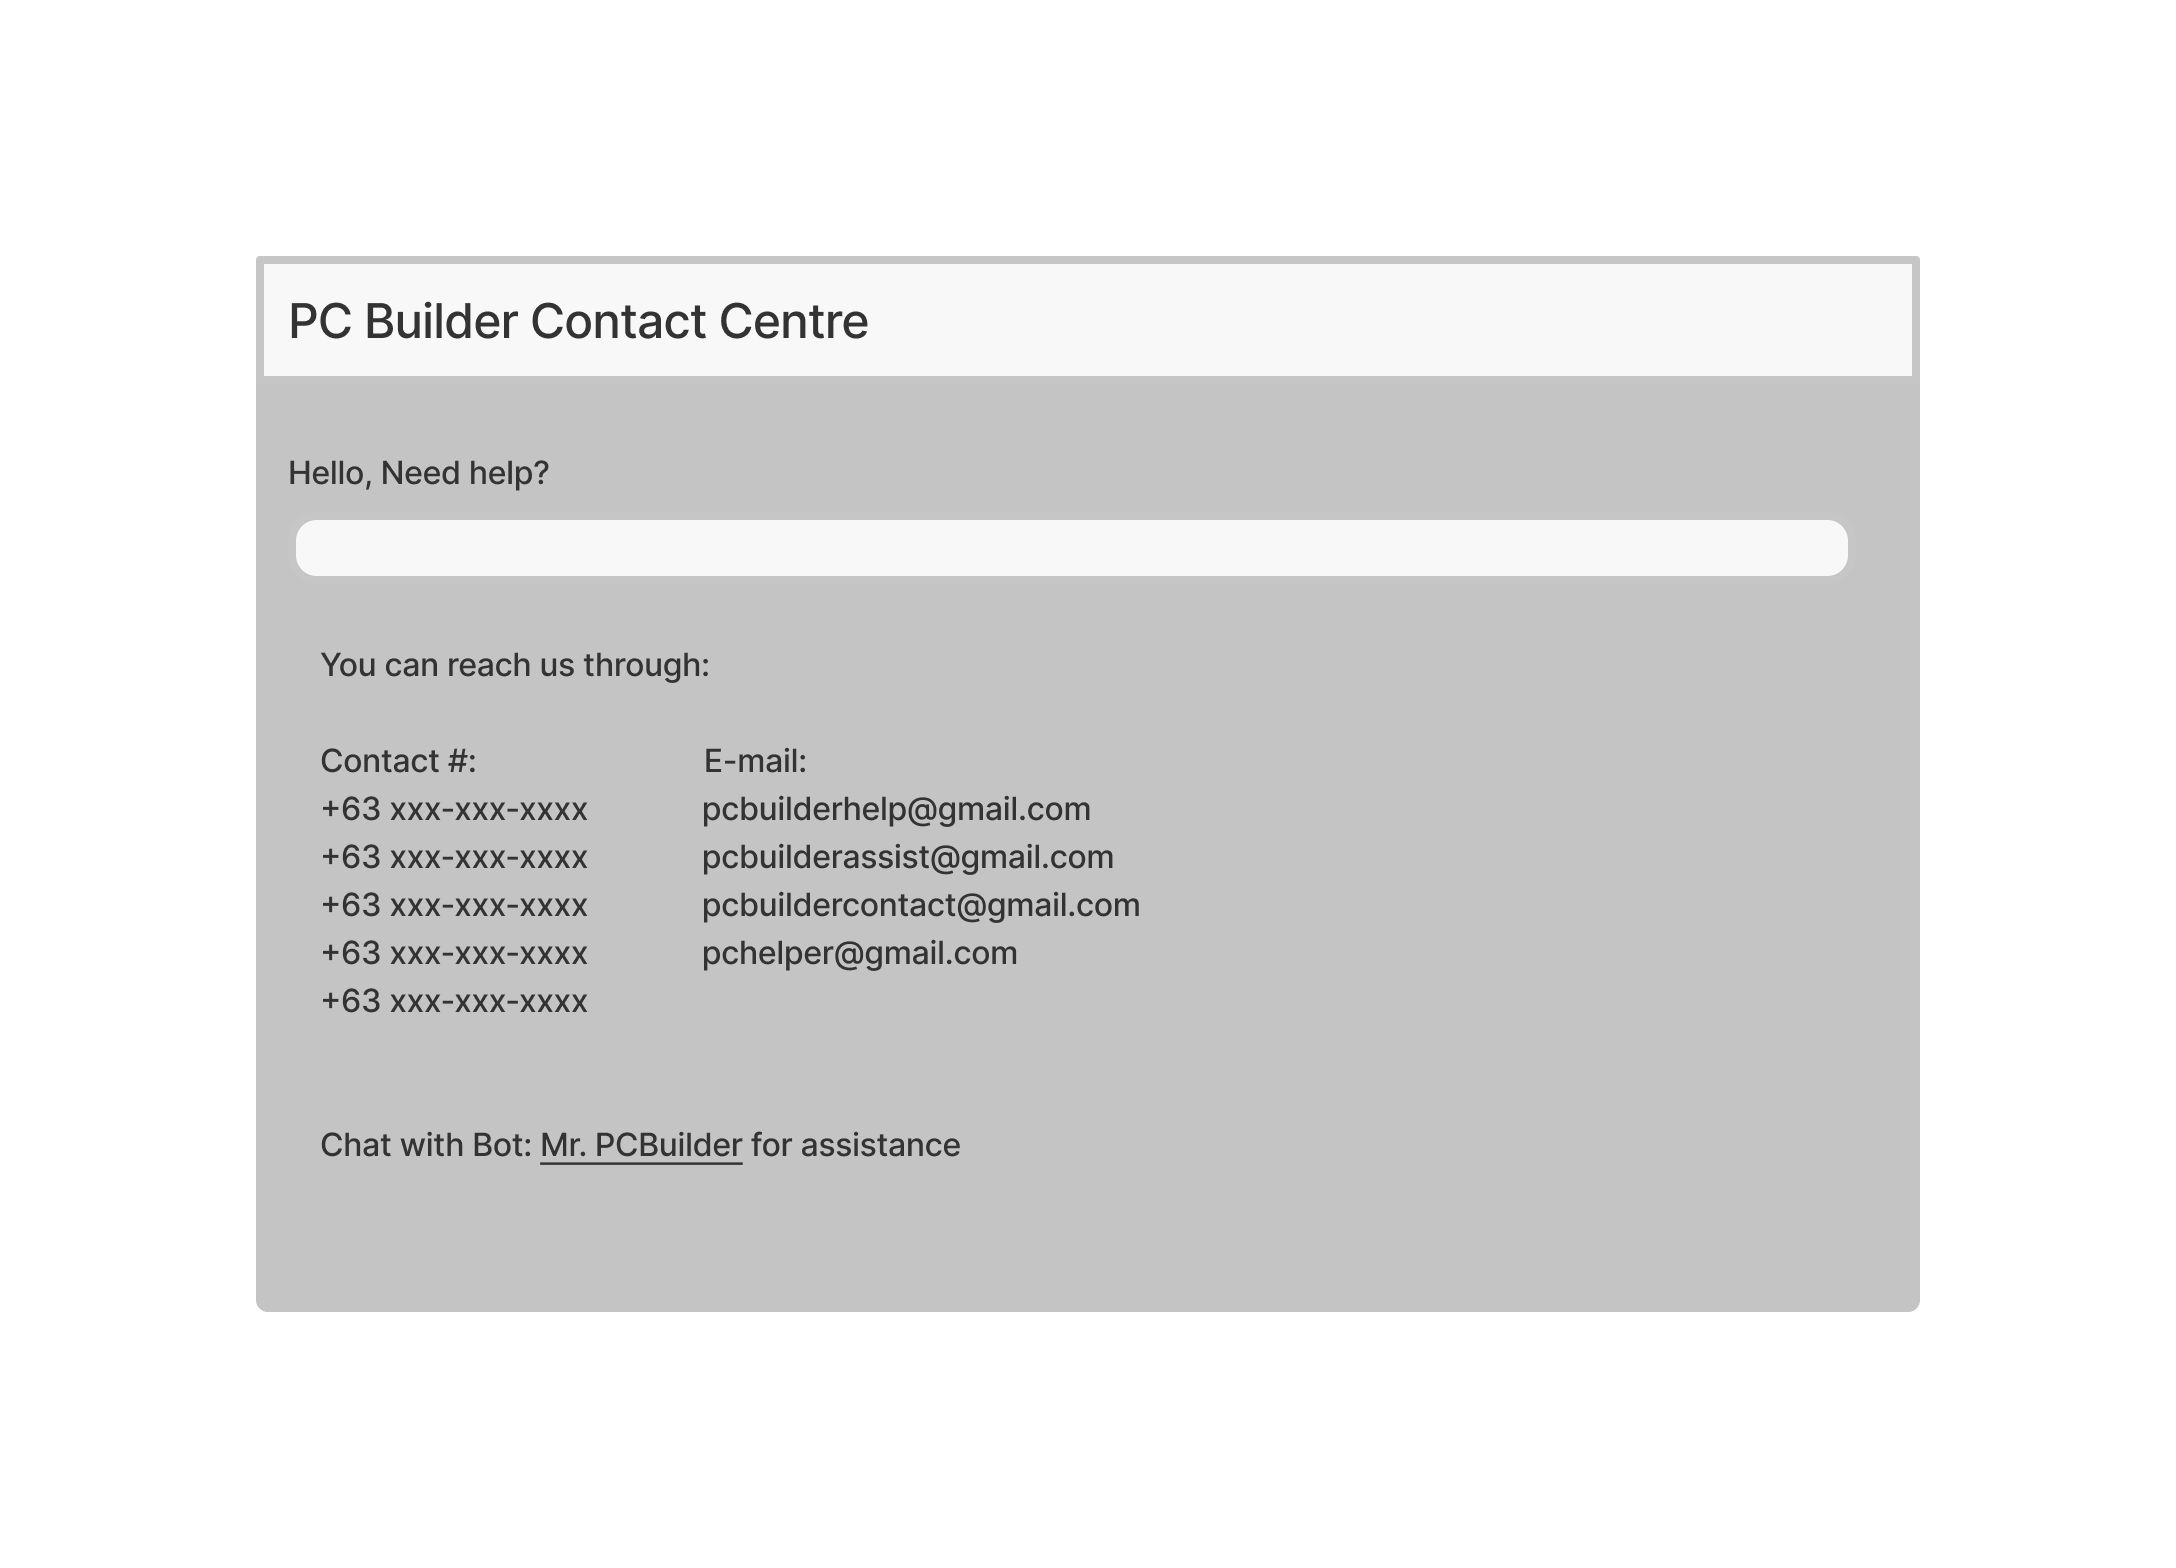 PC Builder Contact Centre
Hello, Need help?
You can reach us through:
Contact #:
+63 xxx-xxx-xxxx
+63 xxx-xxx-xxxx
+63 xxx-xxx-xxxx
+63 xxx-xxx-xxxx
+63 xxx-xxx-xxxx
E-mail:
pcbuilderhelp@gmail.com
pcbuilderassist@gmail.com
pcbuildercontact@gmail.com
pchelper@gmail.com
Chat with Bot: Mr. PCBuilder for assistance